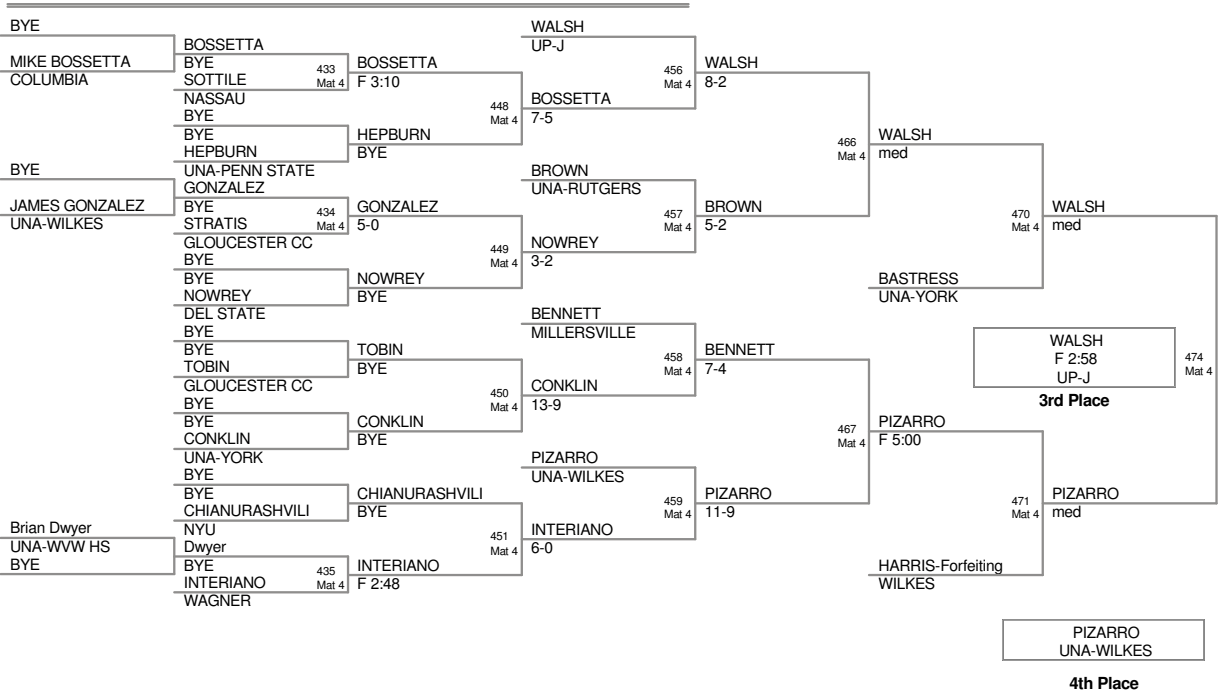 BYE
MIKE BOSSETTA
COLUMBIA
BYE
JAMES GONZALEZ
UNA-WILKES
Brian Dwyer
UNA-WVW HS
BYE
BOSSETTA
BYE
SOTTILE
NASSAU
433
Mat 4
BYE
BYE
HEPBURN
UNA-PENN STATE
GONZALEZ
BYE
STRATIS
GLOUCESTER CC
434
Mat 4
BYE
BYE
NOWREY
DEL STATE
BYE
BYE
TOBIN
GLOUCESTER CC
BYE
BYE
CONKLIN
UNA-YORK
BYE
BYE
CHIANURASHVILI
NYU
Dwyer
BYE
INTERIANO
WAGNER
435
Mat 4
BOSSETTA
F 3:10
448
Mat 4
HEPBURN
BYE
GONZALEZ
5-0
449
Mat 4
NOWREY
BYE
TOBIN
BYE
450
Mat 4
CONKLIN
BYE
CHIANURASHVILI
BYE
451
Mat 4
INTERIANO
F 2:48
WALSH
UP-J
456
Mat 4
BOSSETTA
7-5
BROWN
UNA-RUTGERS
457
Mat 4
NOWREY
3-2
BENNETT
MILLERSVILLE
458
Mat 4
CONKLIN
13-9
PIZARRO
UNA-WILKES
459
Mat 4
INTERIANO
6-0
WALSH
8-2
466
Mat 4
BROWN
5-2
BENNETT
7-4
467
Mat 4
PIZARRO
11-9
WALSH
med
470
Mat 4
BASTRESS
UNA-YORK
PIZARRO
F 5:00
471
Mat 4
HARRIS-Forfeiting
WILKES
WALSH
med
474
Mat 4
PIZARRO
med
WALSH
F 2:58
UP-J
3rd Place
PIZARRO
UNA-WILKES
4th Place